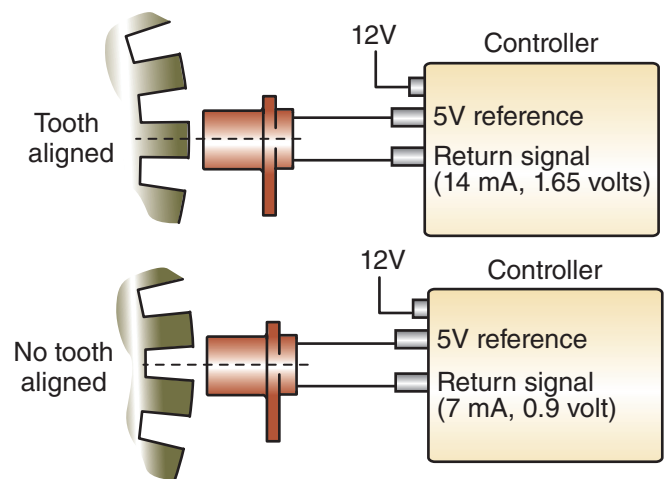 12V
Controller
Tooth
aligned
5V reference
Return signal
(14 mA, 1.65 volts)
12V
Controller
No tooth
aligned
5V reference
Return signal
(7 mA, 0.9 volt)